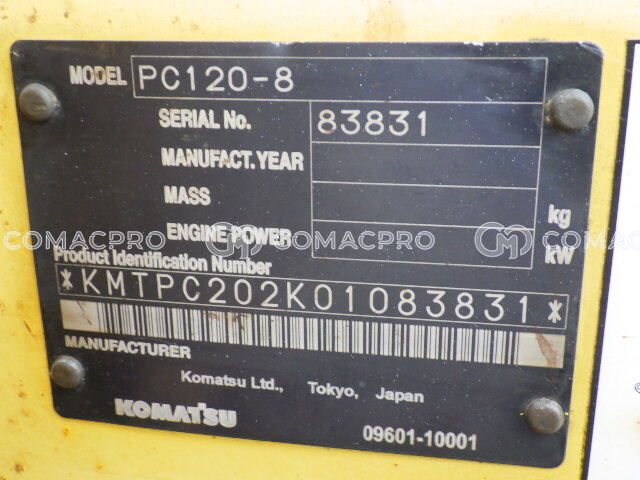 MODEL PC120-8
SERIAL No. 83831
MANUFACT. YEAR
MASS kg
ENGINE POWER kW
COMACPRO COMACPRO COMACPRO
Product Identification Number
*KMTPC202K01083831*
MANUFACTURER
Komatsu Ltd., Tokyo, Japan
KOMATSU
09601-10001